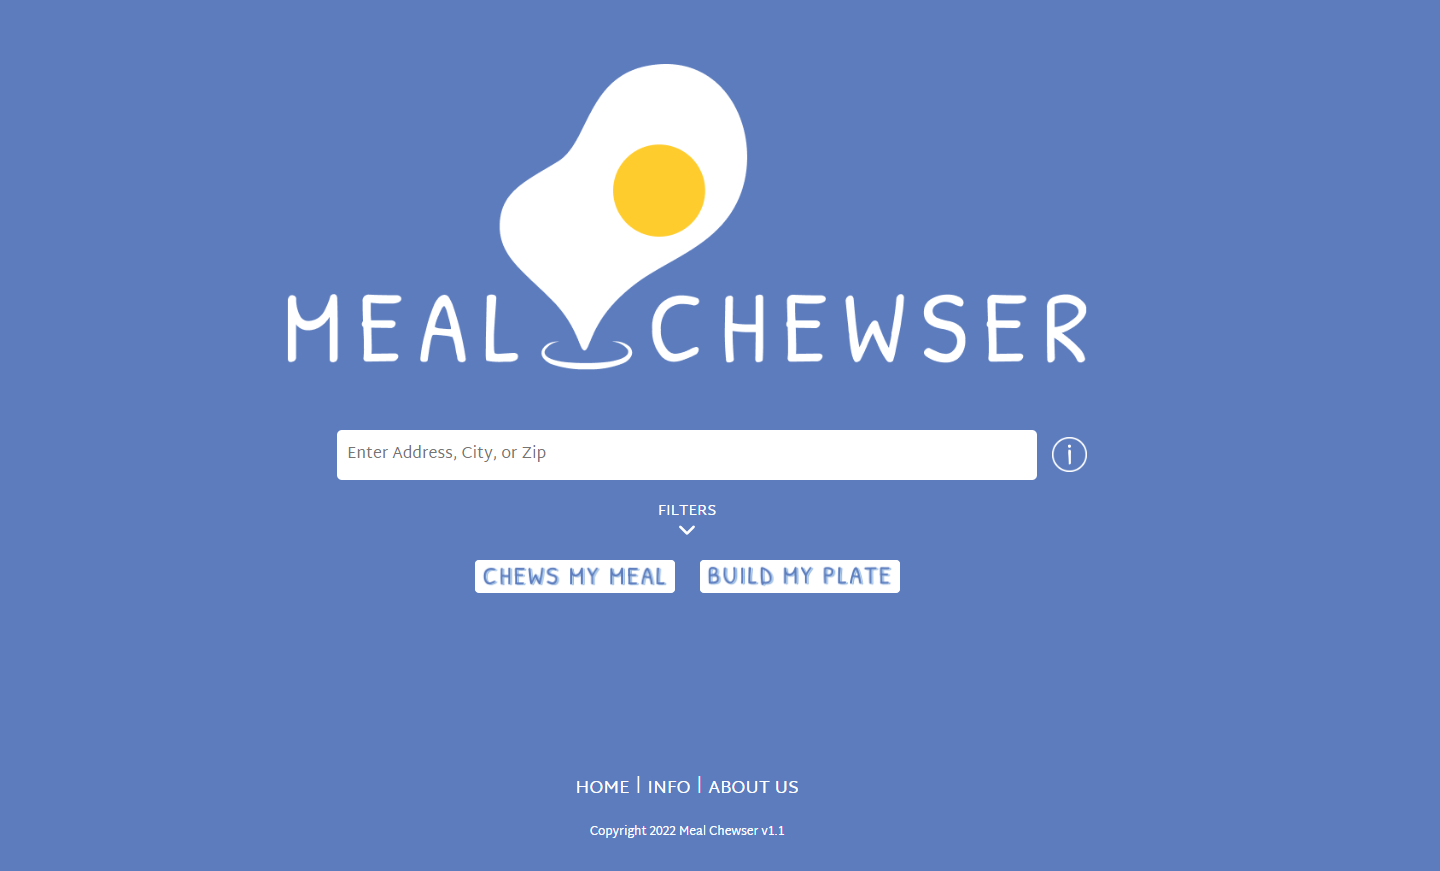 MEAL CHEWSER
Enter Address, City, or Zip
i
FILTERS
CHEWS MY MEAL BUILD MY PLATE
HOME | INFO | ABOUT US
Copyright 2022 Meal Chewser v1.1